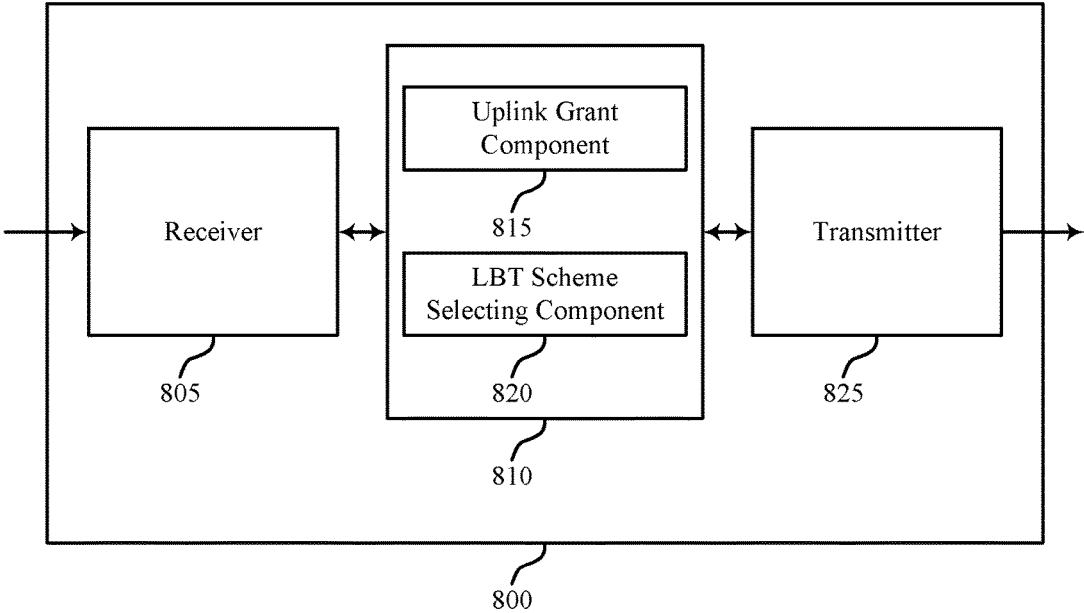 Uplink Grant
Component
815
Receiver
Transmitter
LBT Scheme
Selecting Component
805
820
825
810
800